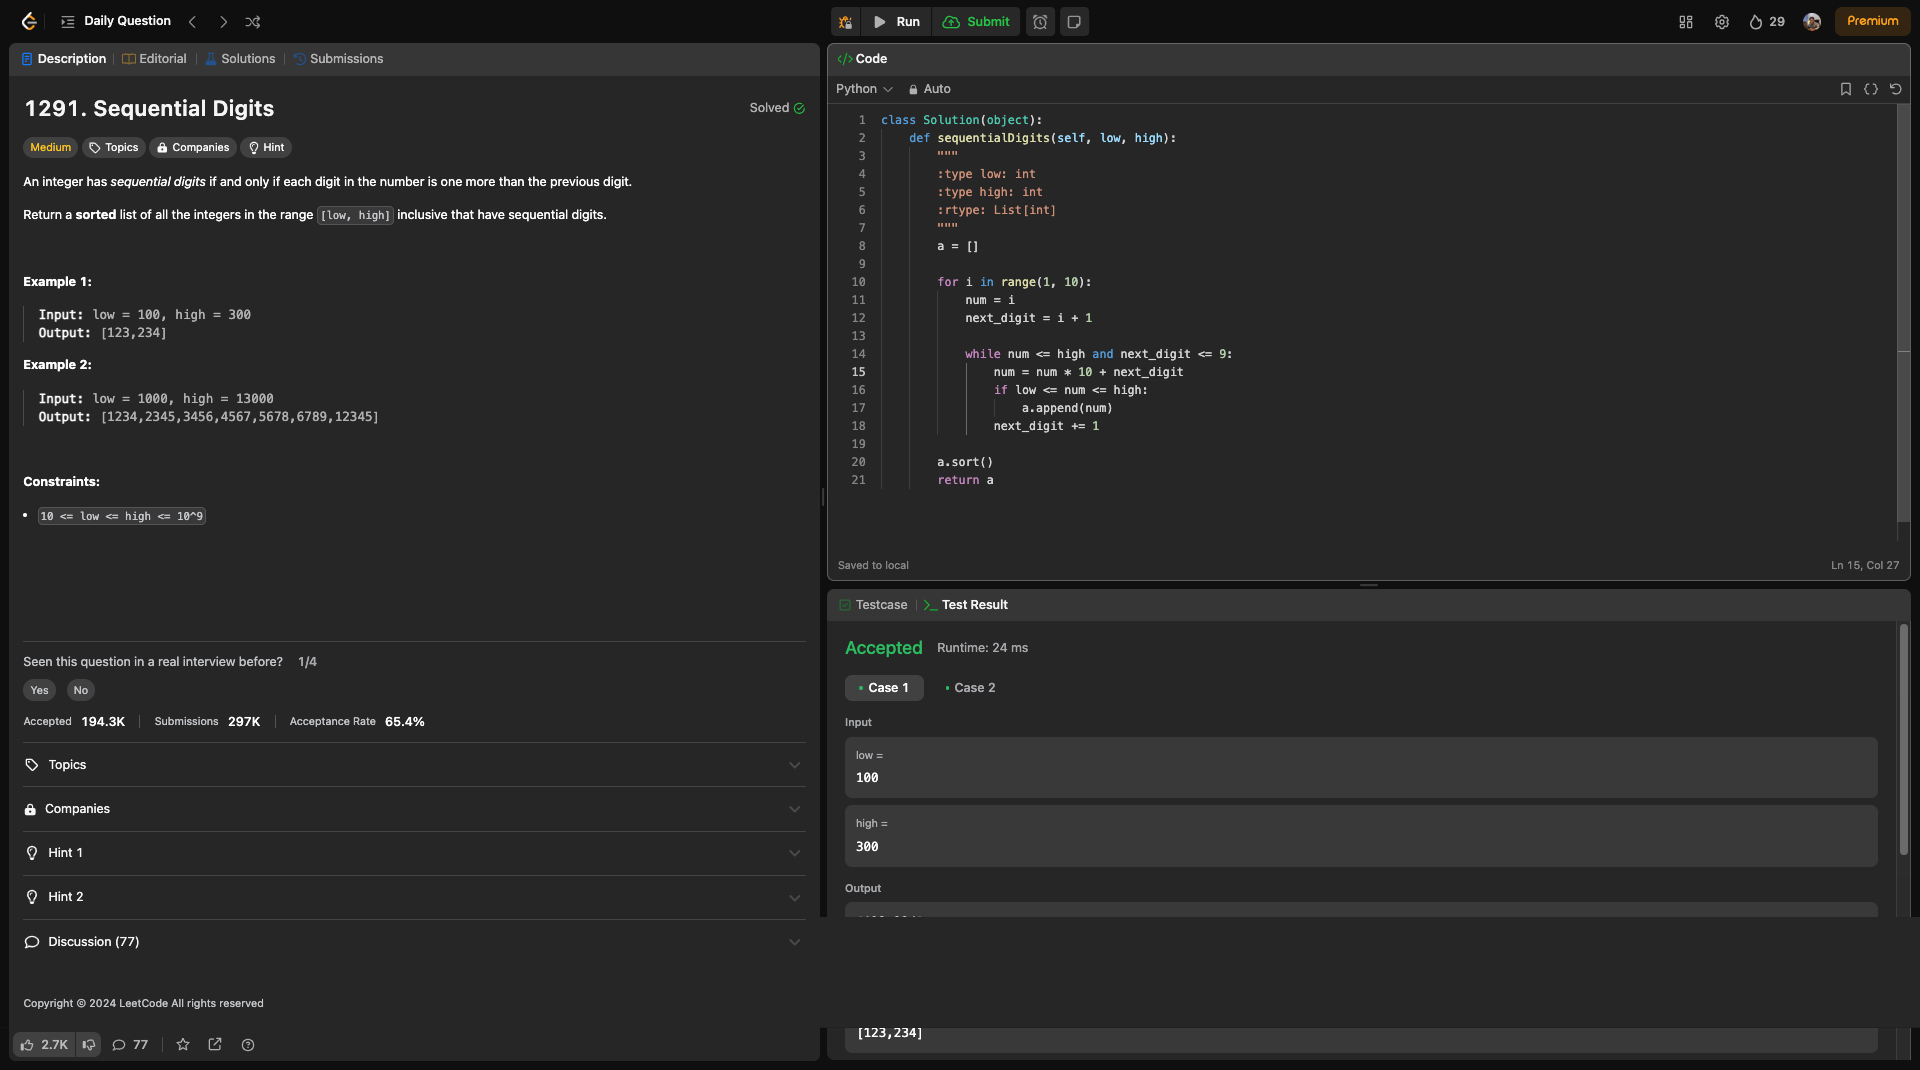 Daily Question
Run
Submit
29
Premium
Description
Editorial
Solutions
Submissions
1291. Sequential Digits
Solved
Medium
Topics
Companies
Hint
An integer has sequential digits if and only if each digit in the number is one more than the previous digit.
Return a sorted list of all the integers in the range [low, high] inclusive that have sequential digits.
Example 1:
Input: low = 100, high = 300
Output: [123,234]
Example 2:
Input: low = 1000, high = 13000
Output: [1234,2345,3456,4567,5678,6789,12345]
Constraints:
• 10 <= low <= high <= 10^9
Seen this question in a real interview before? 1/4
Yes
No
Accepted 194.3K
Submissions 297K
Acceptance Rate 65.4%
Topics
Companies
Hint 1
Hint 2
Discussion (77)
Copyright © 2024 LeetCode All rights reserved
2.7K
77
</> Code
Python
Auto
1 class Solution(object):
2 def sequentialDigits(self, low, high):
3 """
4 :type low: int
5 :type high: int
6 :rtype: List[int]
7 """
8 a = []
9
10 for i in range(1, 10):
11 num = i
12 next_digit = i + 1
13
14 while num <= high and next_digit <= 9:
15 num = num * 10 + next_digit
16 if low <= num <= high:
17 a.append(num)
18 next_digit += 1
19
20 a.sort()
21 return a
Saved to local
Ln 15, Col 27
Testcase
Test Result
Accepted
Runtime: 24 ms
• Case 1
• Case 2
Input
low =
100
high =
300
Output
[123,234]